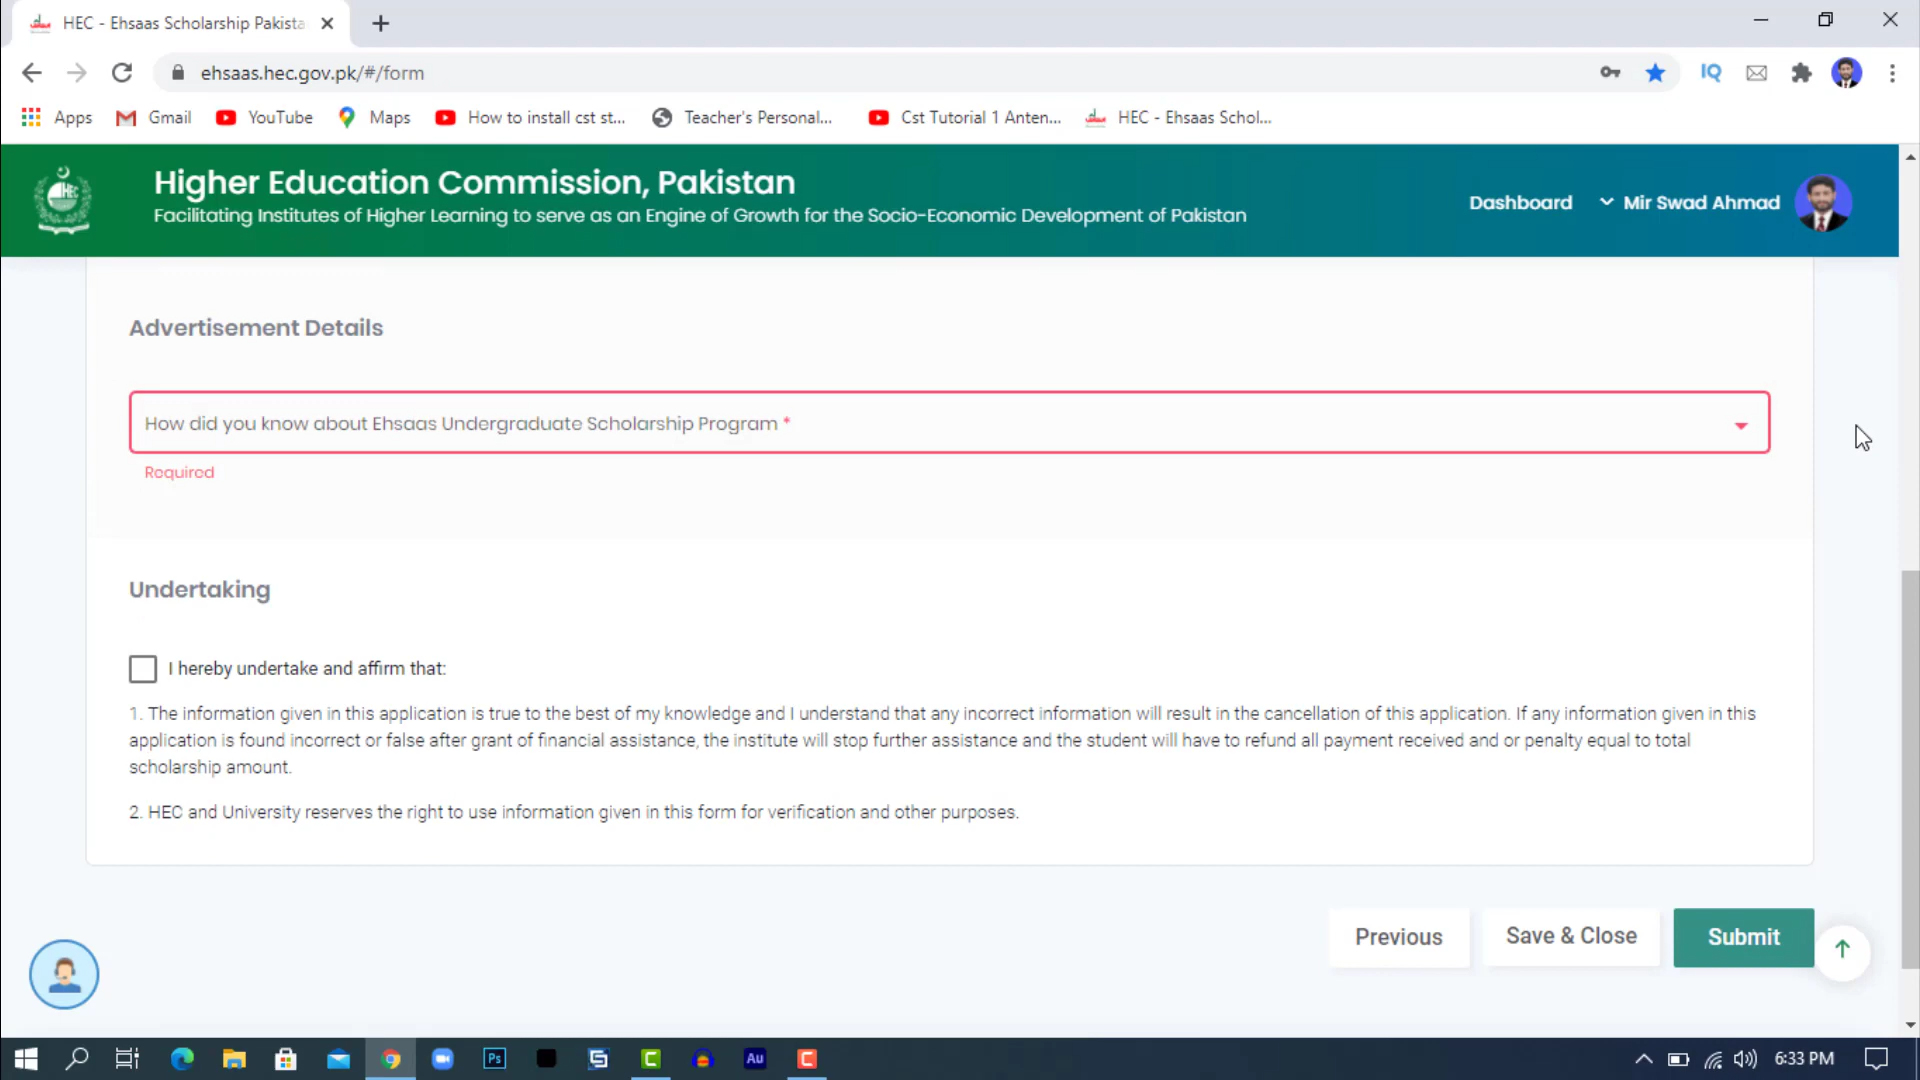 HEC - Ehsaas Scholarship Pakista
ehsaas.hec.gov.pk/#/form
IQ
Apps
Gmail
YouTube
Maps
How to install cst st...
Teacher's Personal...
Cst Tutorial 1 Anten...
HEC - Ehsaas Schol...
HEC
Higher Education Commission, Pakistan
Facilitating Institutes of Higher Learning to serve as an Engine of Growth for the Socio-Economic Development of Pakistan
Dashboard
Mir Swad Ahmad
Advertisement Details
How did you know about Ehsaas Undergraduate Scholarship Program *
Required
Undertaking
I hereby undertake and affirm that:
1. The information given in this application is true to the best of my knowledge and I understand that any incorrect information will result in the cancellation of this application. If any information given in this
application is found incorrect or false after grant of financial assistance, the institute will stop further assistance and the student will have to refund all payment received and or penalty equal to total
scholarship amount.
2. HEC and University reserves the right to use information given in this form for verification and other purposes.
Previous
Save & Close
Submit
Ps
Au
6:33 PM